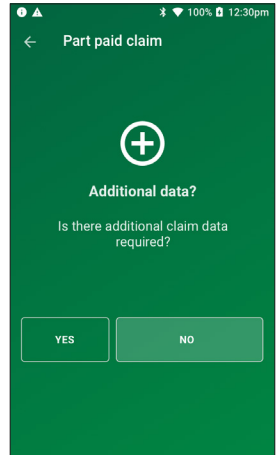 100% 12:30pm
Part paid claim
Additional data?
Is there additional claim data
required?
YES
NO